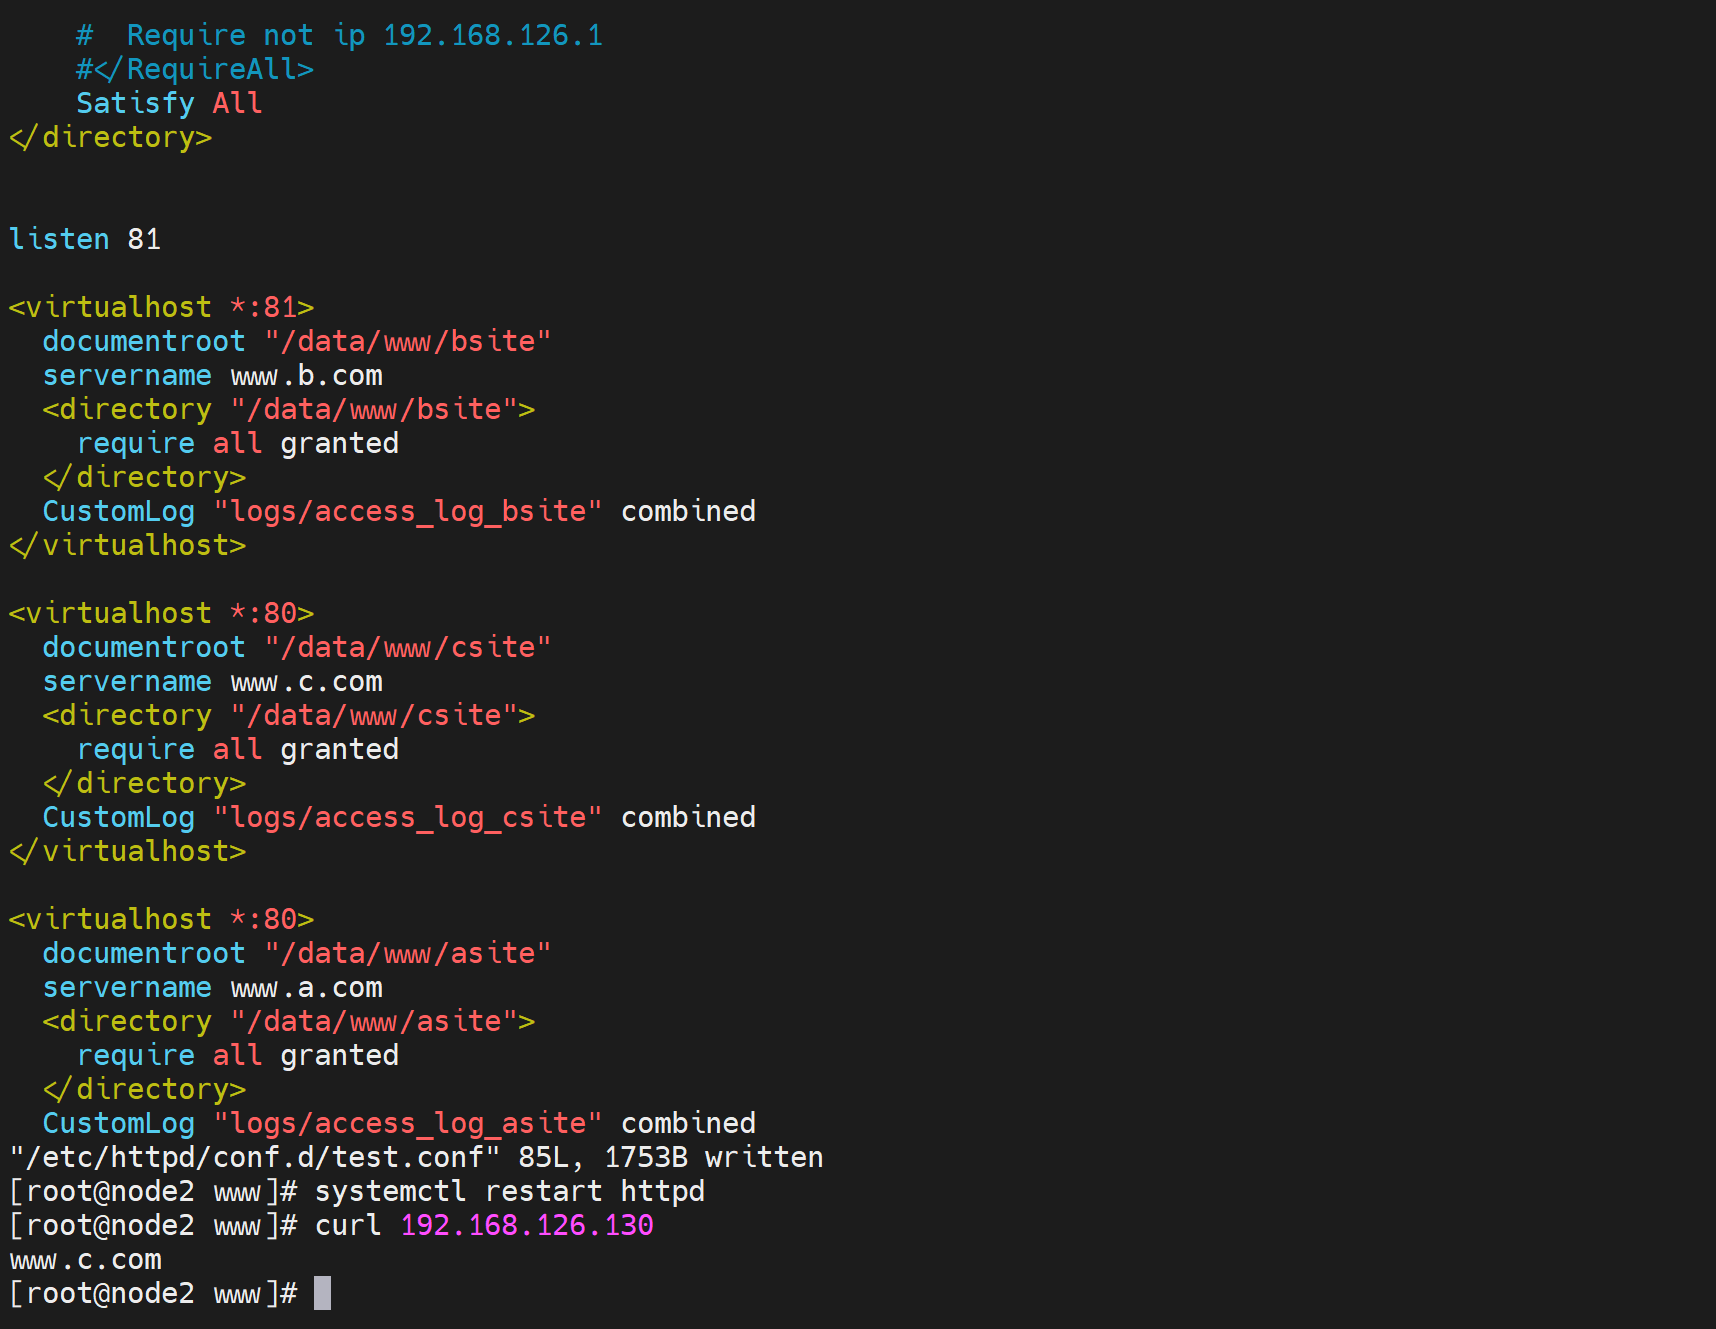 #  Require not ip 192.168.126.1
    #</RequireAll>
    Satisfy All
</directory>


listen 81

<virtualhost *:81>
  documentroot "/data/www/bsite"
  servername www.b.com
  <directory "/data/www/bsite">
    require all granted
  </directory>
  CustomLog "logs/access_log_bsite" combined
</virtualhost>

<virtualhost *:80>
  documentroot "/data/www/csite"
  servername www.c.com
  <directory "/data/www/csite">
    require all granted
  </directory>
  CustomLog "logs/access_log_csite" combined
</virtualhost>

<virtualhost *:80>
  documentroot "/data/www/asite"
  servername www.a.com
  <directory "/data/www/asite">
    require all granted
  </directory>
  CustomLog "logs/access_log_asite" combined
"/etc/httpd/conf.d/test.conf" 85L, 1753B written
[root@node2 www]# systemctl restart httpd
[root@node2 www]# curl 192.168.126.130
www.c.com
[root@node2 www]#